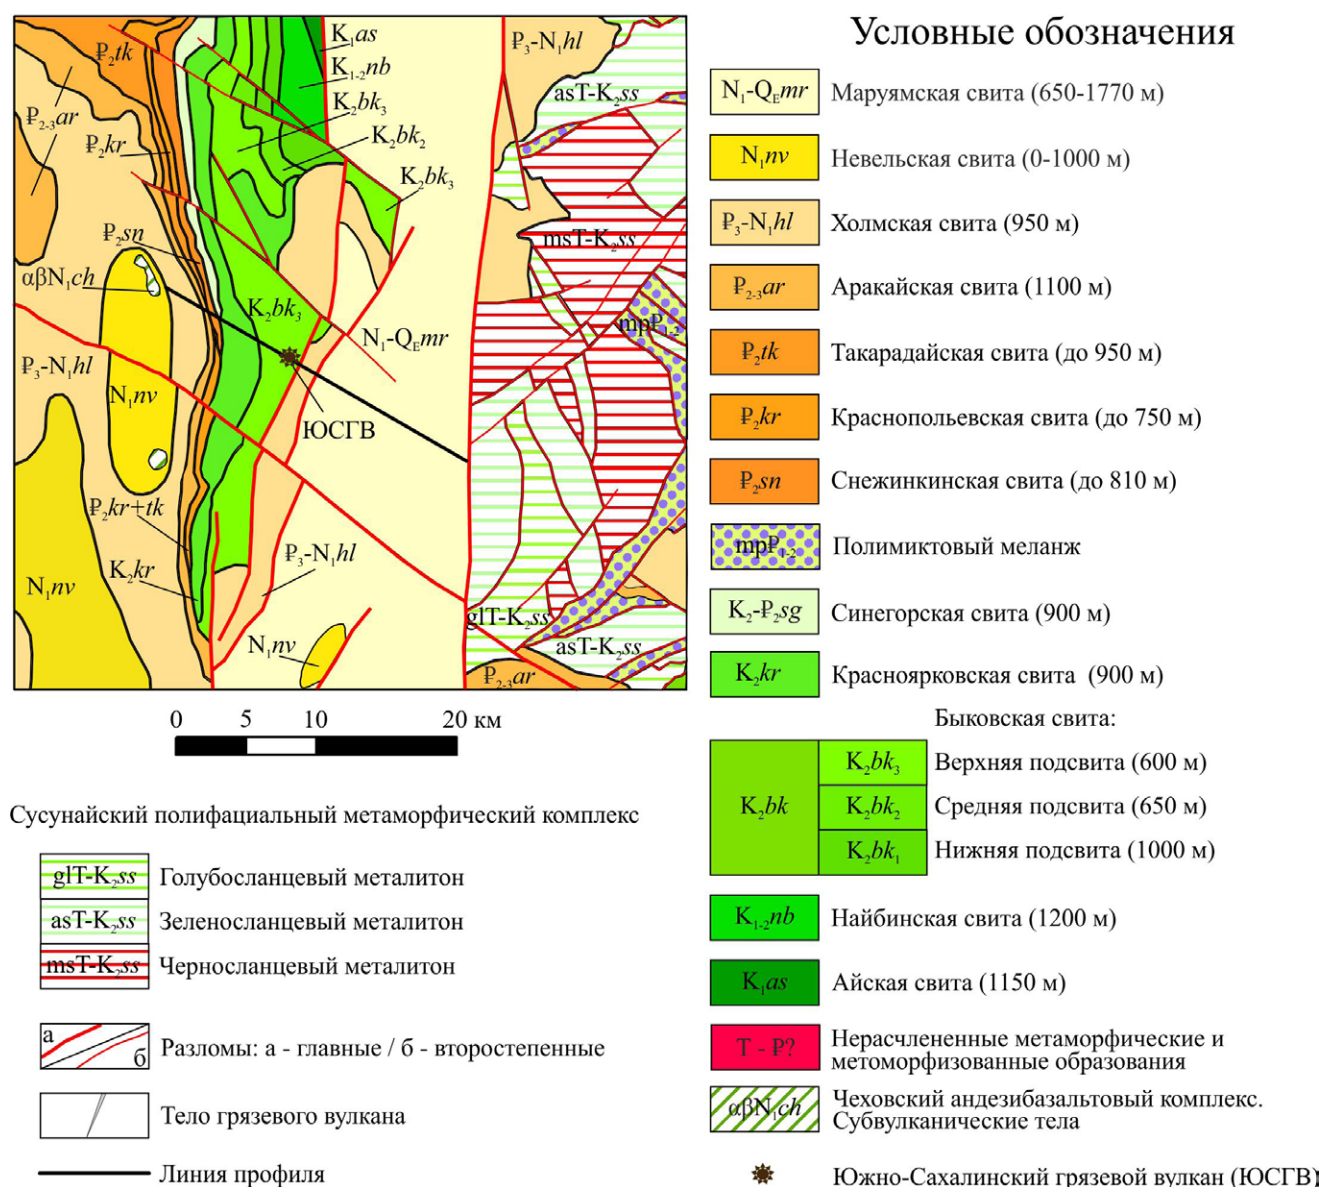 K₁as
K₁₋₂nb
K₂bk₃
K₂bk₂
K₂bk₃
₽₂tk
₽₂₋₃ar
₽₂kr
₽₂sn
αβN₁ch
K₂bk₃
N₁-Q_Emr
₽₃-N₁hl
N₁nv
ЮСГВ
₽₂kr+tk
K₂kr
N₁nv
₽₃-N₁hl
N₁nv
₽₃-N₁hl
asT-K₂ss
msT-K₂ss
mp₽₁₋₂
glT-K₂ss
asT-K₂ss
₽₂₋₃ar
0 5 10 20 км
Сусунайский полифациальный метаморфический комплекс
glT-K₂ss Голубосланцевый металитон
asT-K₂ss Зеленосланцевый металитон
msT-K₂ss Черносланцевый металитон
а б Разломы: а - главные / б - второстепенные
Тело грязевого вулкана
Линия профиля
Условные обозначения
N₁-Q_Emr Маруямская свита (650-1770 м)
N₁nv Невельская свита (0-1000 м)
₽₃-N₁hl Холмская свита (950 м)
₽₂₋₃ar Аракайская свита (1100 м)
₽₂tk Такарадайская свита (до 950 м)
₽₂kr Краснопольевская свита (до 750 м)
₽₂sn Снежинкинская свита (до 810 м)
mp₽₁₋₂ Полимиктовый меланж
K₂-₽₂sg Синегорская свита (900 м)
K₂kr Красноярковская свита (900 м)
Быковская свита:
K₂bk
K₂bk₃ Верхняя подсвита (600 м)
K₂bk₂ Средняя подсвита (650 м)
K₂bk₁ Нижняя подсвита (1000 м)
K₁₋₂nb Найбинская свита (1200 м)
K₁as Айская свита (1150 м)
T - ₽? Нерасчлененные метаморфические и
метоморфизованные образования
αβN₁ch Чеховский андезибазальтовый комплекс.
Субвулканические тела
Южно-Сахалинский грязевой вулкан (ЮСГВ)